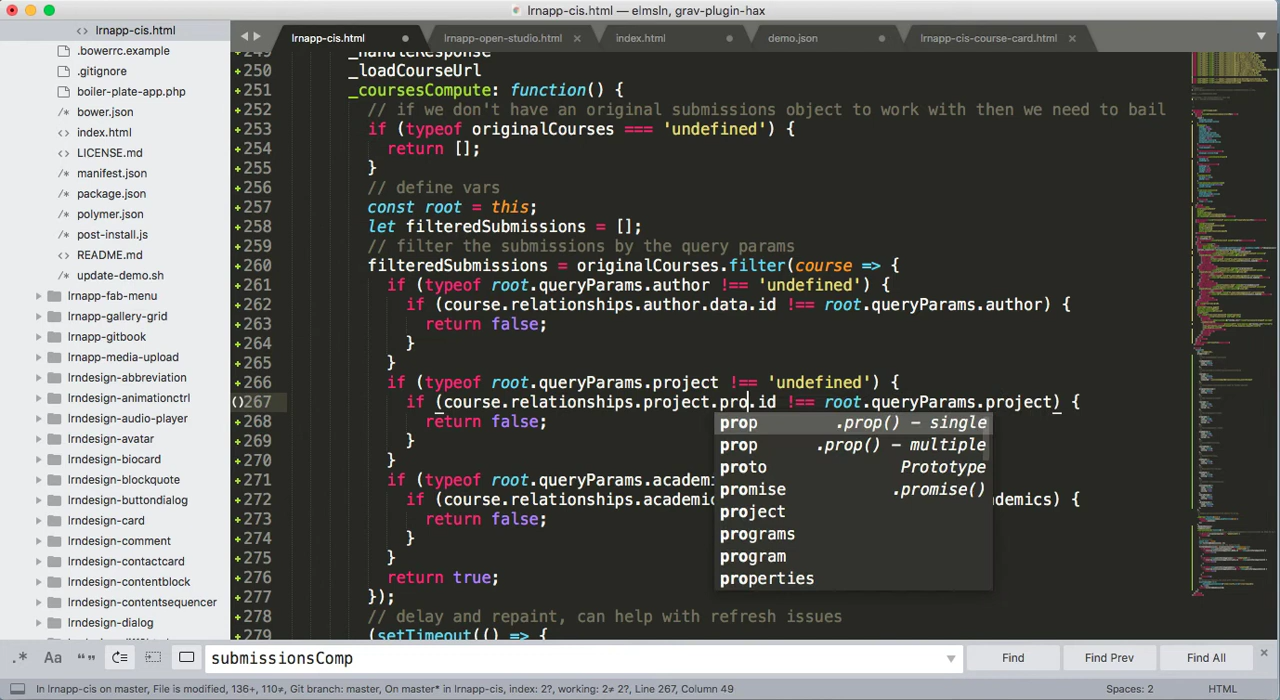 lrnapp-cis.html — elmsln, grav-plugin-hax
lrnapp-cis.html
lrnapp-open-studio.html ×
index.html
demo.json
lrnapp-cis-course-card.html ×
<> lrnapp-cis.html
.bowerrc.example
.gitignore
boiler-plate-app.php
/* bower.json
<> index.html
<> LICENSE.md
/* manifest.json
/* package.json
/* polymer.json
/* post-install.js
<> README.md
/* update-demo.sh
lrnapp-fab-menu
lrnapp-gallery-grid
lrnapp-gitbook
lrnapp-media-upload
lrndesign-abbreviation
lrndesign-animationctrl
lrndesign-audio-player
lrndesign-avatar
lrndesign-biocard
lrndesign-blockquote
lrndesign-buttondialog
lrndesign-card
lrndesign-comment
lrndesign-contactcard
lrndesign-contentblock
lrndesign-contentsequencer
lrndesign-dialog
249 _handleResponse
250 _loadCourseUrl
251 _coursesCompute: function() {
252 // if we don't have an original submissions object to work with then we need to bail
253 if (typeof originalCourses === 'undefined') {
254 return [];
255 }
256 // define vars
257 const root = this;
258 let filteredSubmissions = [];
259 // filter the submissions by the query params
260 filteredSubmissions = originalCourses.filter(course => {
261 if (typeof root.queryParams.author !== 'undefined') {
262 if (course.relationships.author.data.id !== root.queryParams.author) {
263 return false;
264 }
265 }
266 if (typeof root.queryParams.project !== 'undefined') {
267 if (course.relationships.project.pro.id !== root.queryParams.project) {
268 return false;
269 }
270 }
271 if (typeof root.queryParams.academi
272 if (course.relationships.academic demics) {
273 return false;
274 }
275 }
276 return true;
277 });
278 // delay and repaint, can help with refresh issues
279 (setTimeout(() => {
prop .prop() – single
prop .prop() – multiple
proto Prototype
promise .promise()
project
programs
program
properties
.* Aa “” submissionsComp Find Find Prev Find All ×
In lrnapp-cis on master, File is modified, 136+, 110≠, Git branch: master, On master* in lrnapp-cis, index: 2?, working: 2≠ 2?, Line 267, Column 49
Spaces: 2
HTML